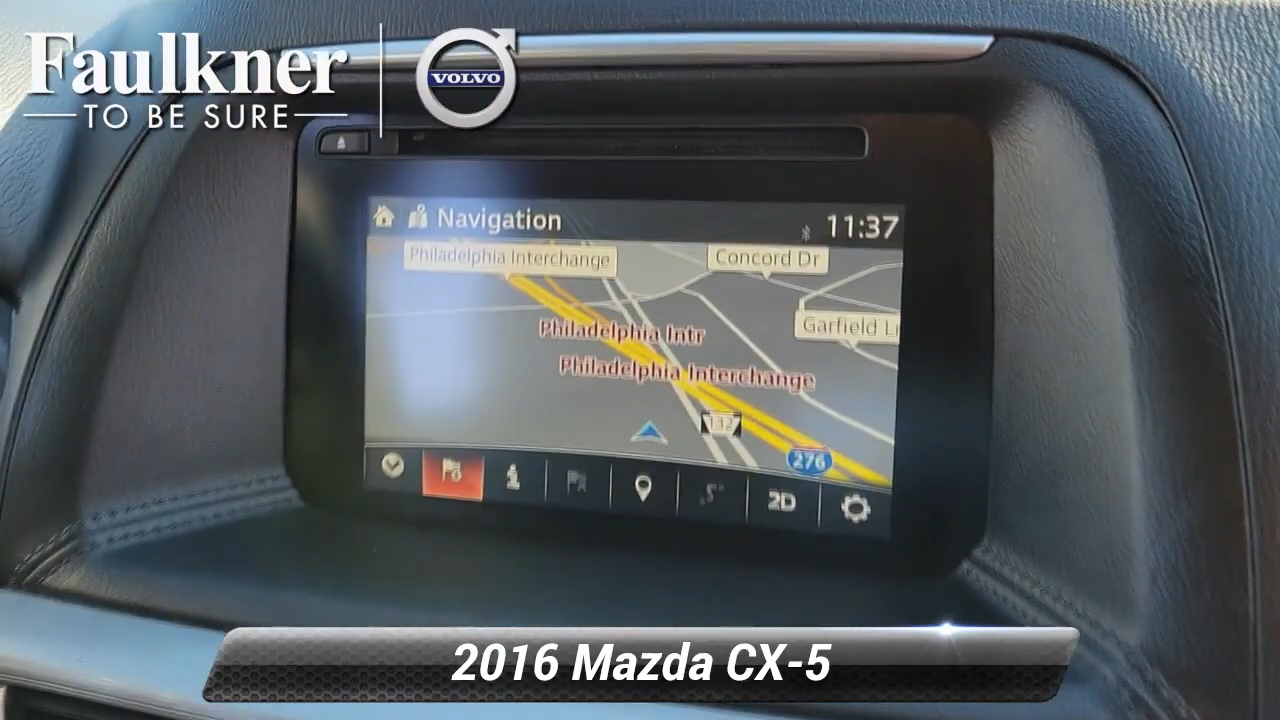 Faulkner
TO BE SURE
VOLVO
Navigation
11:37
Philadelphia Interchange
Concord Dr
Garfield
Philadelphia Intr
Philadelphia Interchange
132
276
2D
2016 Mazda CX-5